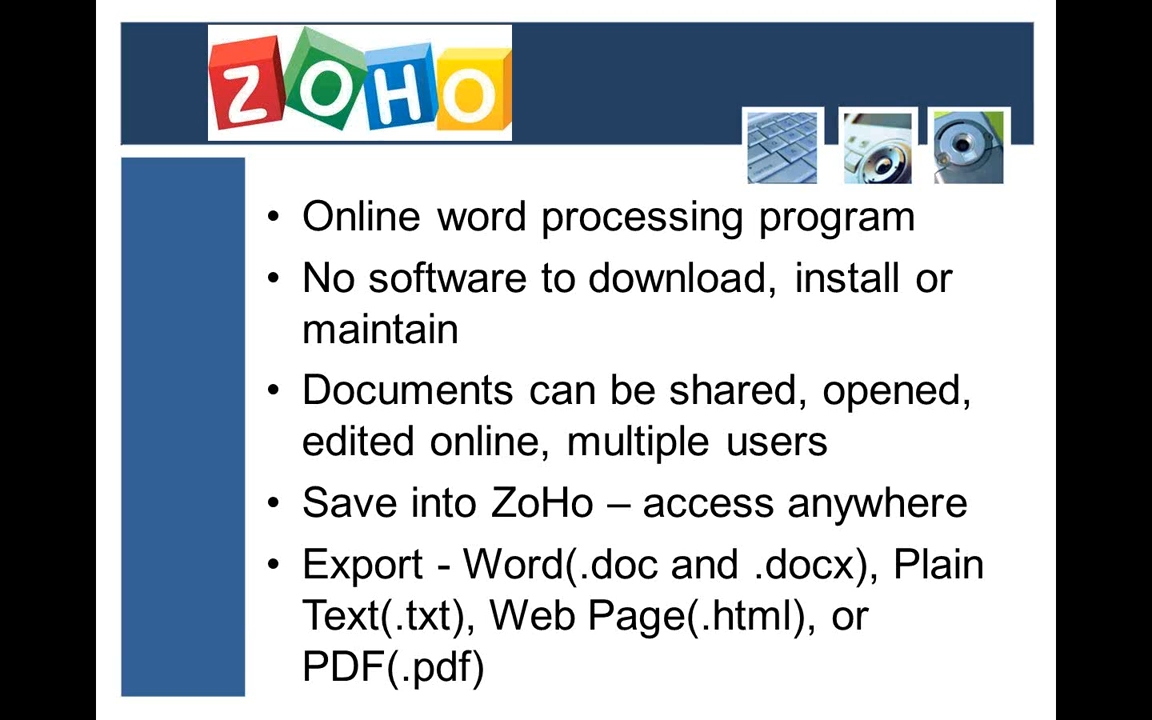 ZOHO
• Online word processing program
• No software to download, install or
maintain
• Documents can be shared, opened,
edited online, multiple users
• Save into ZoHo – access anywhere
• Export - Word(.doc and .docx), Plain
Text(.txt), Web Page(.html), or
PDF(.pdf)